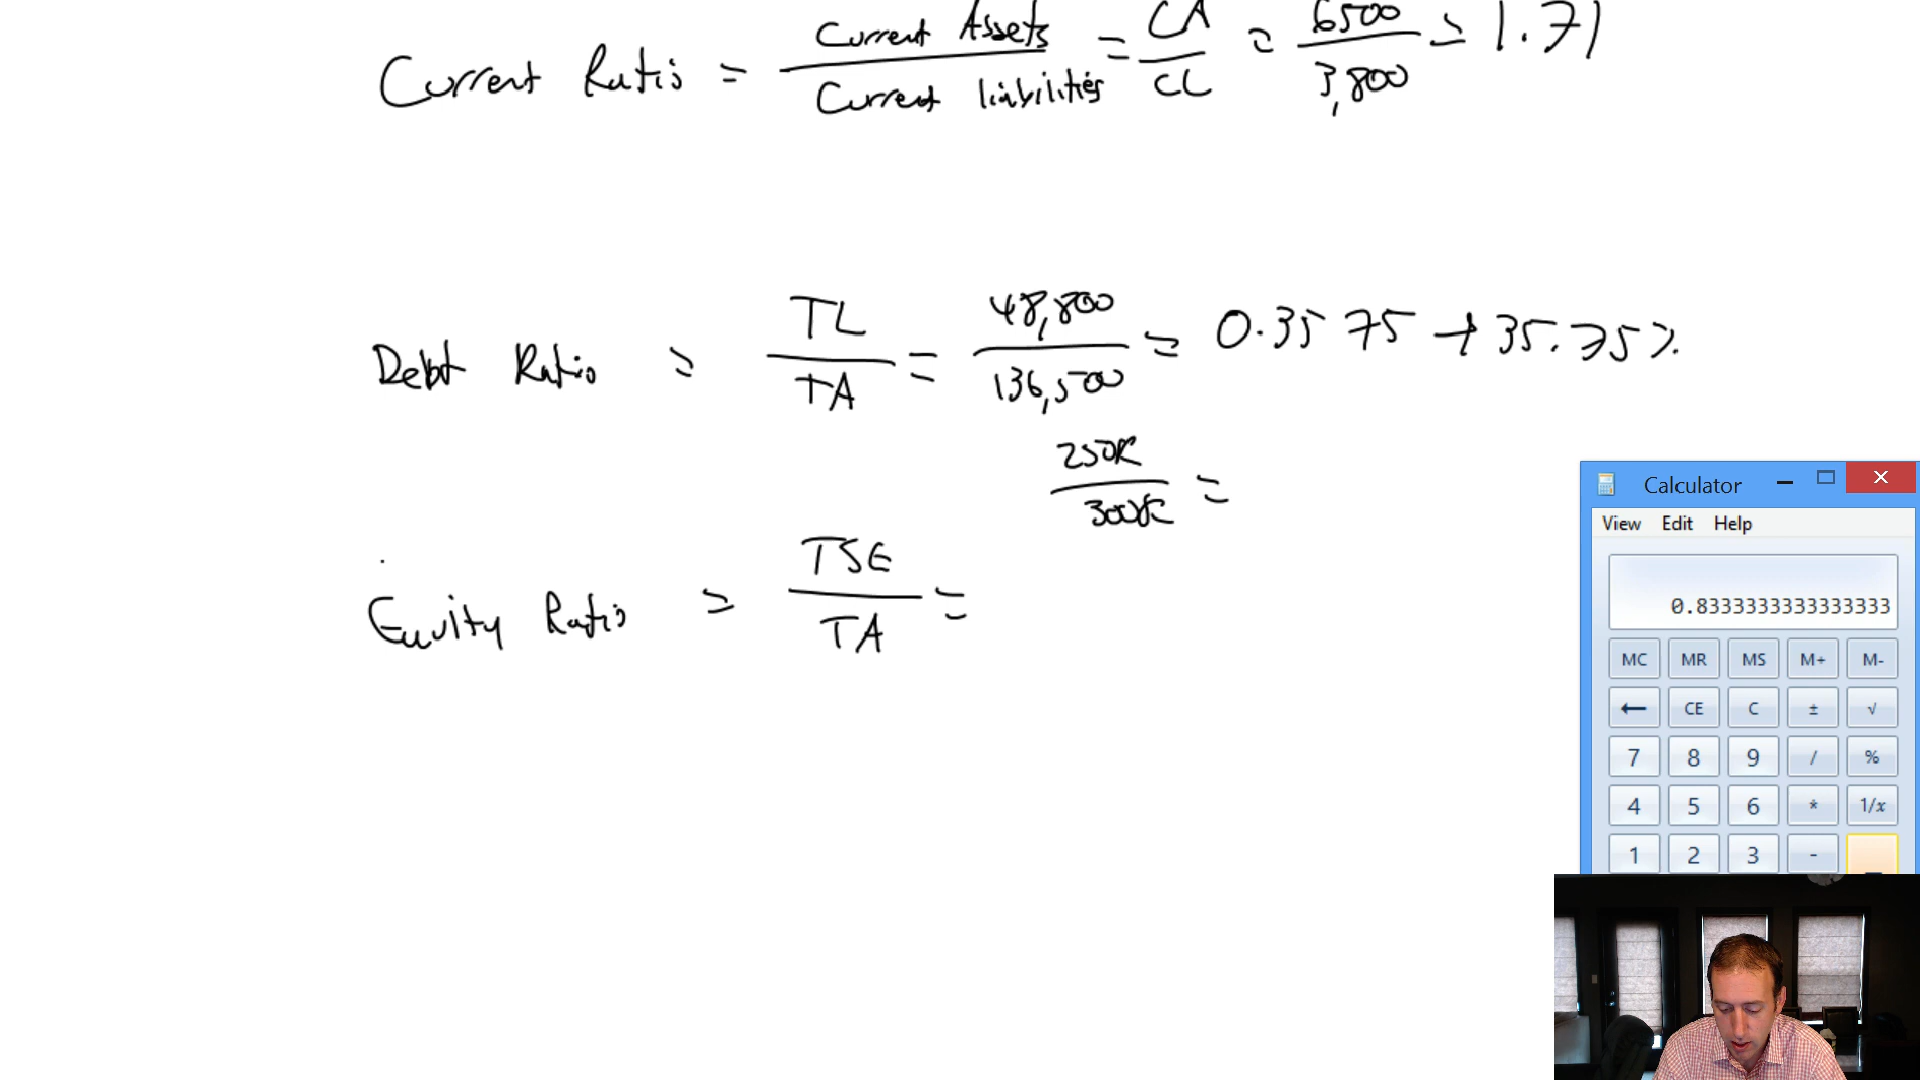 Current Ratio = Current Assets / Current liabilities = CA / CL = 6500 / 3,800 = 1.71
Debt Ratio = TL / TA = 48,800 / 136,500 = 0.3575 → 35.75%
250K / 300K =
Equity Ratio = TSE / TA =
Calculator
View Edit Help
0.8333333333333333
MC MR MS M+ M-
← CE C ± √
7 8 9 / %
4 5 6 * 1/x
1 2 3 -